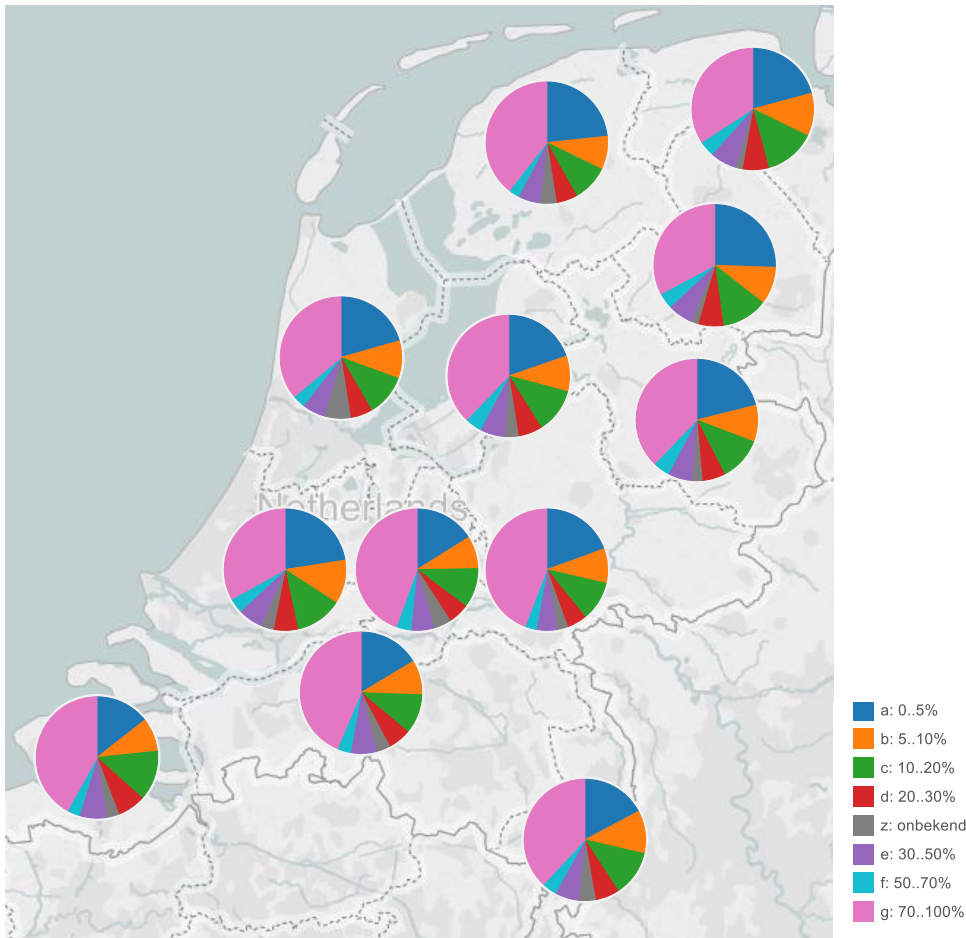 Netherlands
a: 0..5%
b: 5..10%
c: 10..20%
d: 20..30%
z: onbekend
e: 30..50%
f: 50..70%
g: 70..100%